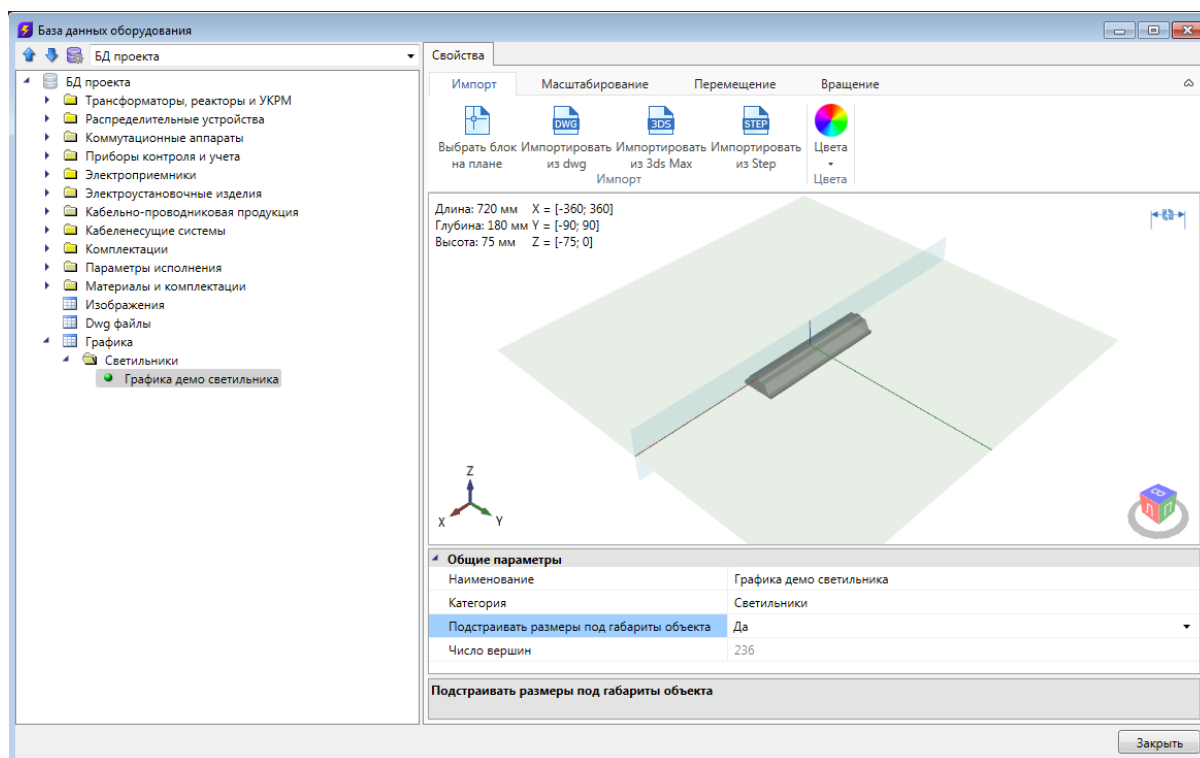 База данных оборудования
БД проекта
БД проекта
Трансформаторы, реакторы и УКРМ
Распределительные устройства
Коммутационные аппараты
Приборы контроля и учета
Электроприемники
Электроустановочные изделия
Кабельно-проводниковая продукция
Кабеленесущие системы
Комплектации
Параметры исполнения
Материалы и комплектации
Изображения
Dwg файлы
Графика
Светильники
Графика демо светильника
Свойства
Импорт Масштабирование Перемещение Вращение
DWG 3DS STEP
Выбрать блок Импортировать Импортировать Импортировать Цвета
на плане из dwg из 3ds Max из Step
Импорт Цвета
Длина: 720 мм X = [-360; 360]
Глубина: 180 мм Y = [-90; 90]
Высота: 75 мм Z = [-75; 0]
Z
X Y
В
Л П
Общие параметры
Наименование Графика демо светильника
Категория Светильники
Подстраивать размеры под габариты объекта Да
Число вершин 236
Подстраивать размеры под габариты объекта
Закрыть